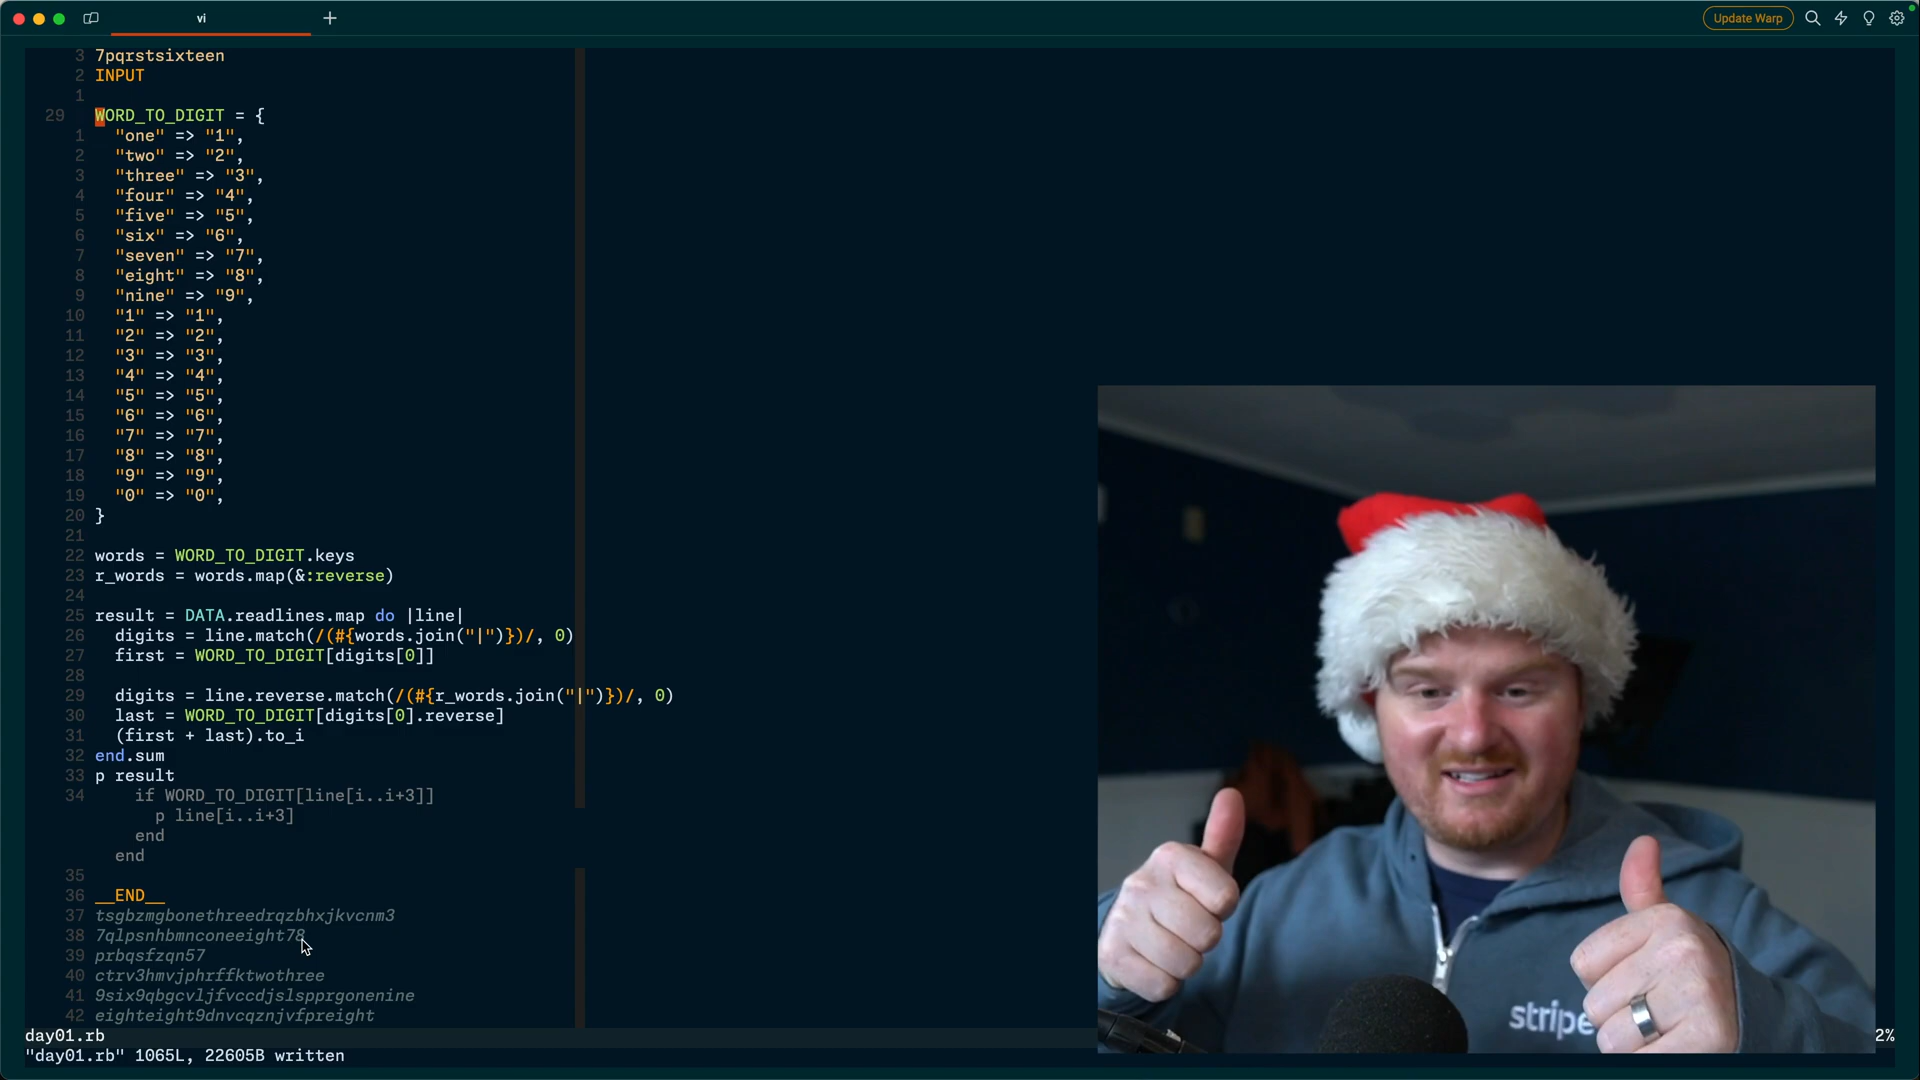 vi
+
Update Warp
3 7pqrstsixteen
2 INPUT
1
29 WORD_TO_DIGIT = {
1 "one" => "1",
2 "two" => "2",
3 "three" => "3",
4 "four" => "4",
5 "five" => "5",
6 "six" => "6",
7 "seven" => "7",
8 "eight" => "8",
9 "nine" => "9",
10 "1" => "1",
11 "2" => "2",
12 "3" => "3",
13 "4" => "4",
14 "5" => "5",
15 "6" => "6",
16 "7" => "7",
17 "8" => "8",
18 "9" => "9",
19 "0" => "0",
20 }
21
22 words = WORD_TO_DIGIT.keys
23 r_words = words.map(&:reverse)
24
25 result = DATA.readlines.map do |line|
26 digits = line.match(/(#{words.join("|")})/, 0)
27 first = WORD_TO_DIGIT[digits[0]]
28
29 digits = line.reverse.match(/(#{r_words.join("|")})/, 0)
30 last = WORD_TO_DIGIT[digits[0].reverse]
31 (first + last).to_i
32 end.sum
33 p result
34 if WORD_TO_DIGIT[line[i..i+3]]
p line[i..i+3]
end
end
35
36 __END__
37 tsgbzmgbonethreedrqzbhxjkvcnm3
38 7qlpsnhbmnconeeight78
39 prbqsfzqn57
40 ctrv3hmvjphrffktwothree
41 9six9qbgcvljfvccdjslspprgonenine
42 eighteight9dnvcqznjvfpreight
stripe
day01.rb
2%
"day01.rb" 1065L, 22605B written